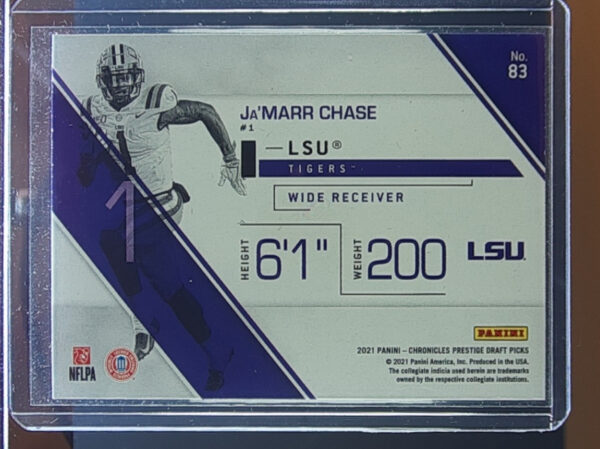 No.
83
JA'MARR CHASE
#1
LSU®
TIGERS™
WIDE RECEIVER
1
HEIGHT
6'1"
WEIGHT
200
LSU
PANINI
2021 PANINI – CHRONICLES PRESTIGE DRAFT PICKS
© 2021 Panini America, Inc. Produced in the USA.
The collegiate indicia used herein are trademarks
owned by the respective collegiate institutions.
NFLPA